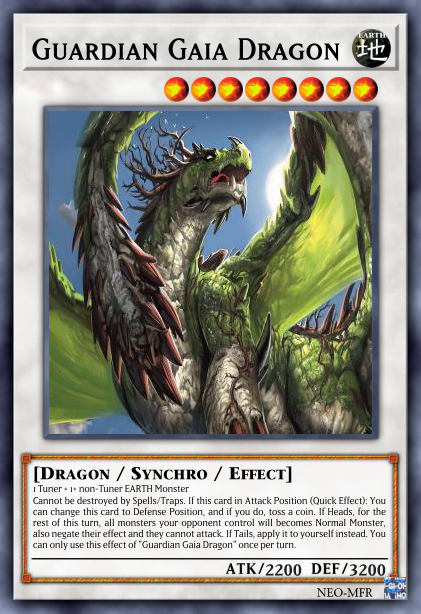 GUARDIAN GAIA DRAGON
EARTH
地
[DRAGON / SYNCHRO / EFFECT]
1 Tuner + 1+ non-Tuner EARTH Monster
Cannot be destroyed by Spells/Traps. If this card in Attack Position (Quick Effect): You
can change this card to Defense Position, and if you do, toss a coin. If Heads, for the
rest of this turn, all monsters your opponent control will becomes Normal Monster,
also negate their effect and they cannot attack. If Tails, apply it to yourself instead. You
can only use this effect of "Guardian Gaia Dragon" once per turn.
ATK/2200 DEF/3200
NEO-MFR